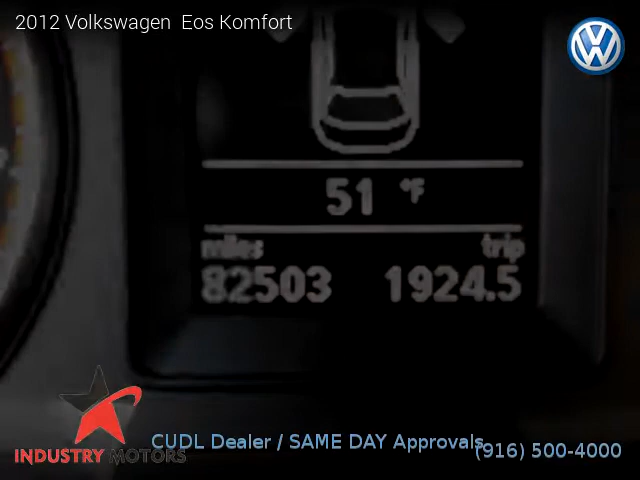 2012 Volkswagen Eos Komfort
51 °F
miles trip
82503 1924.5
INDUSTRY MOTORS
CUDL Dealer / SAME DAY Approvals
(916) 500-4000